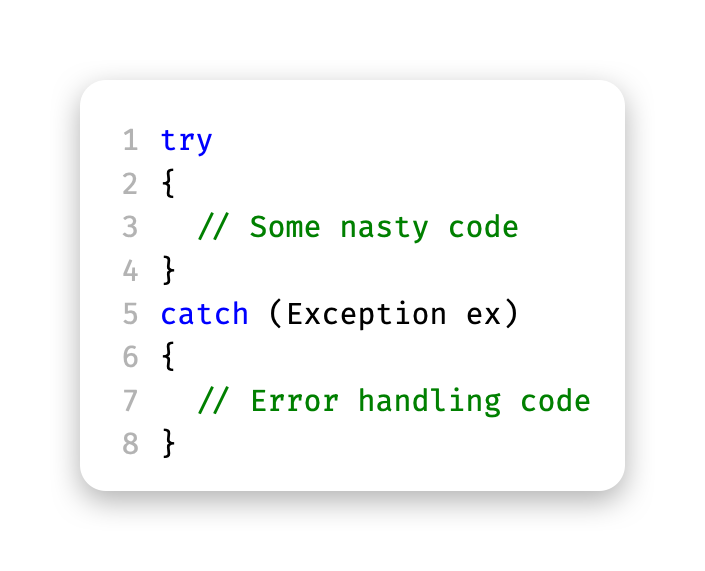 1 try
2 {
3   // Some nasty code
4 }
5 catch (Exception ex)
6 {
7   // Error handling code
8 }